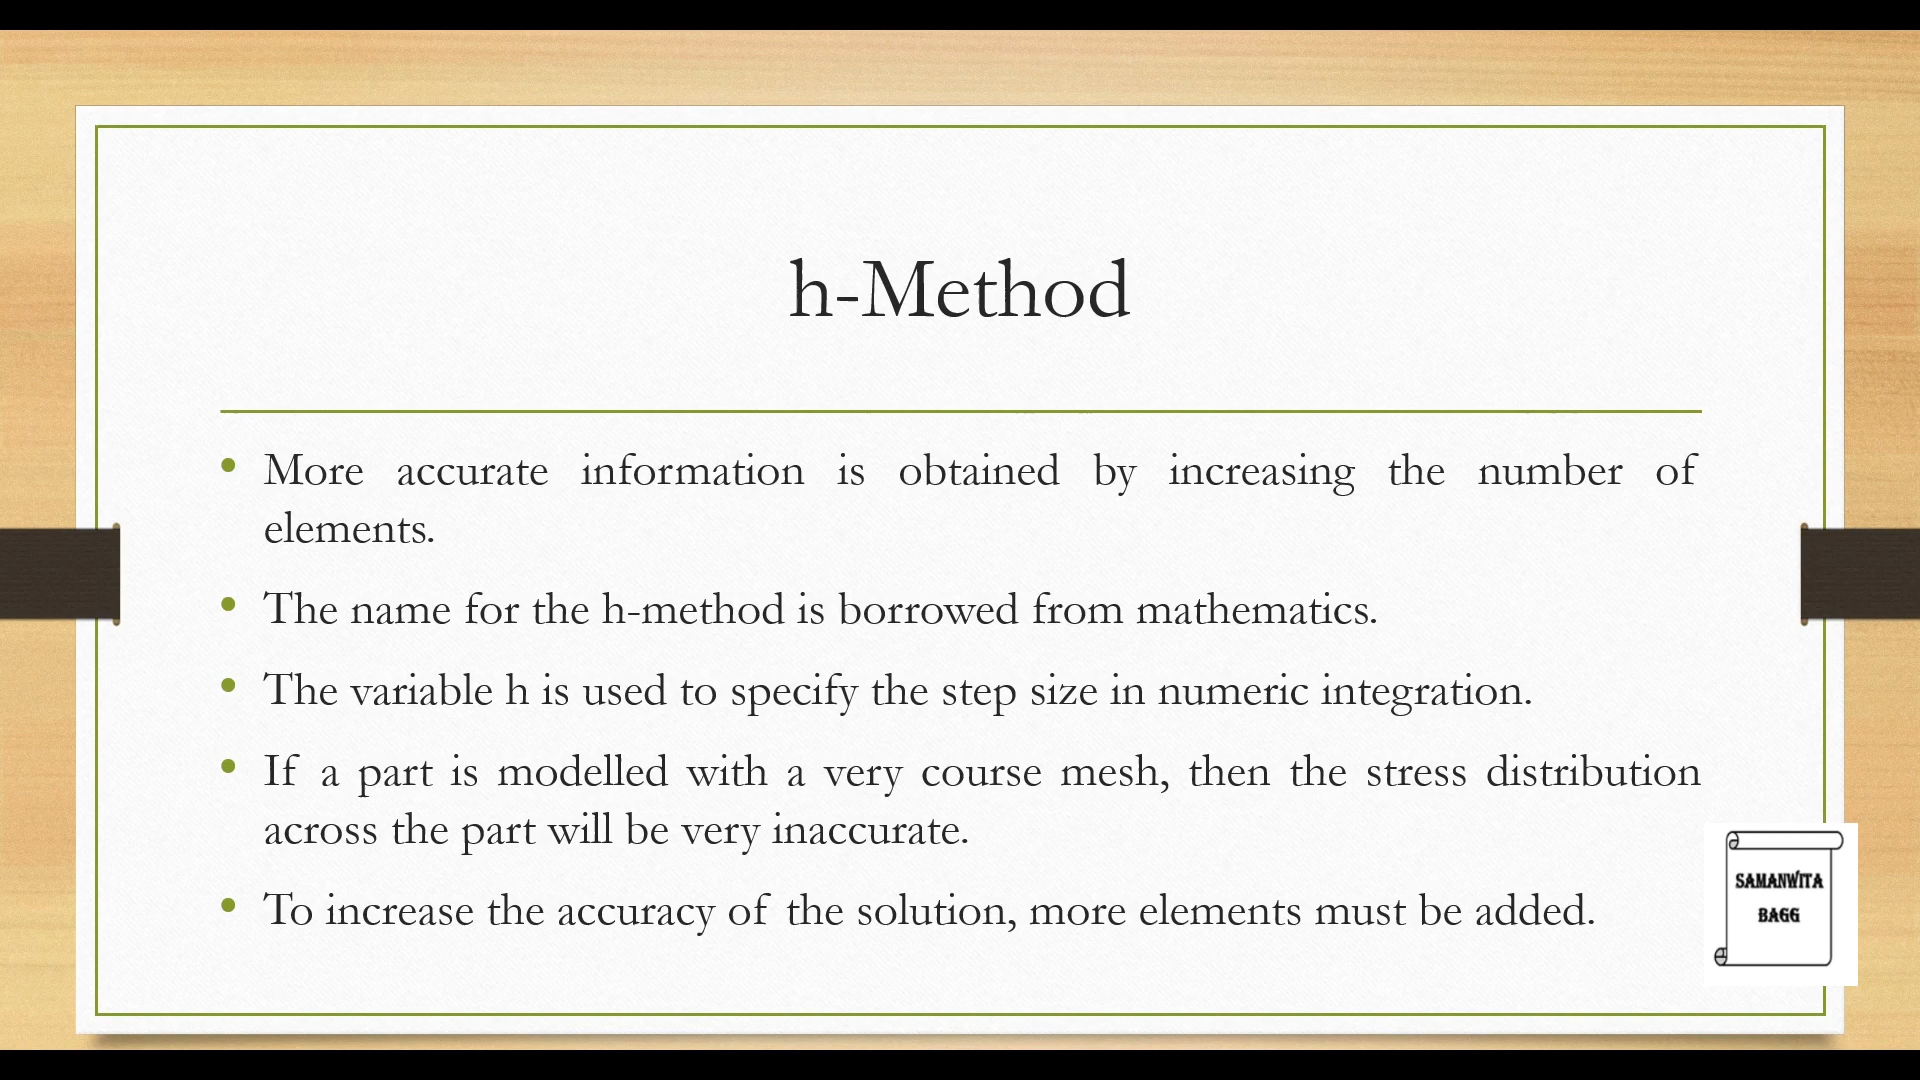 h-Method
• More accurate information is obtained by increasing the number of
elements.
• The name for the h-method is borrowed from mathematics.
• The variable h is used to specify the step size in numeric integration.
• If a part is modelled with a very course mesh, then the stress distribution
across the part will be very inaccurate.
• To increase the accuracy of the solution, more elements must be added.
SAMANWITA
BAGG